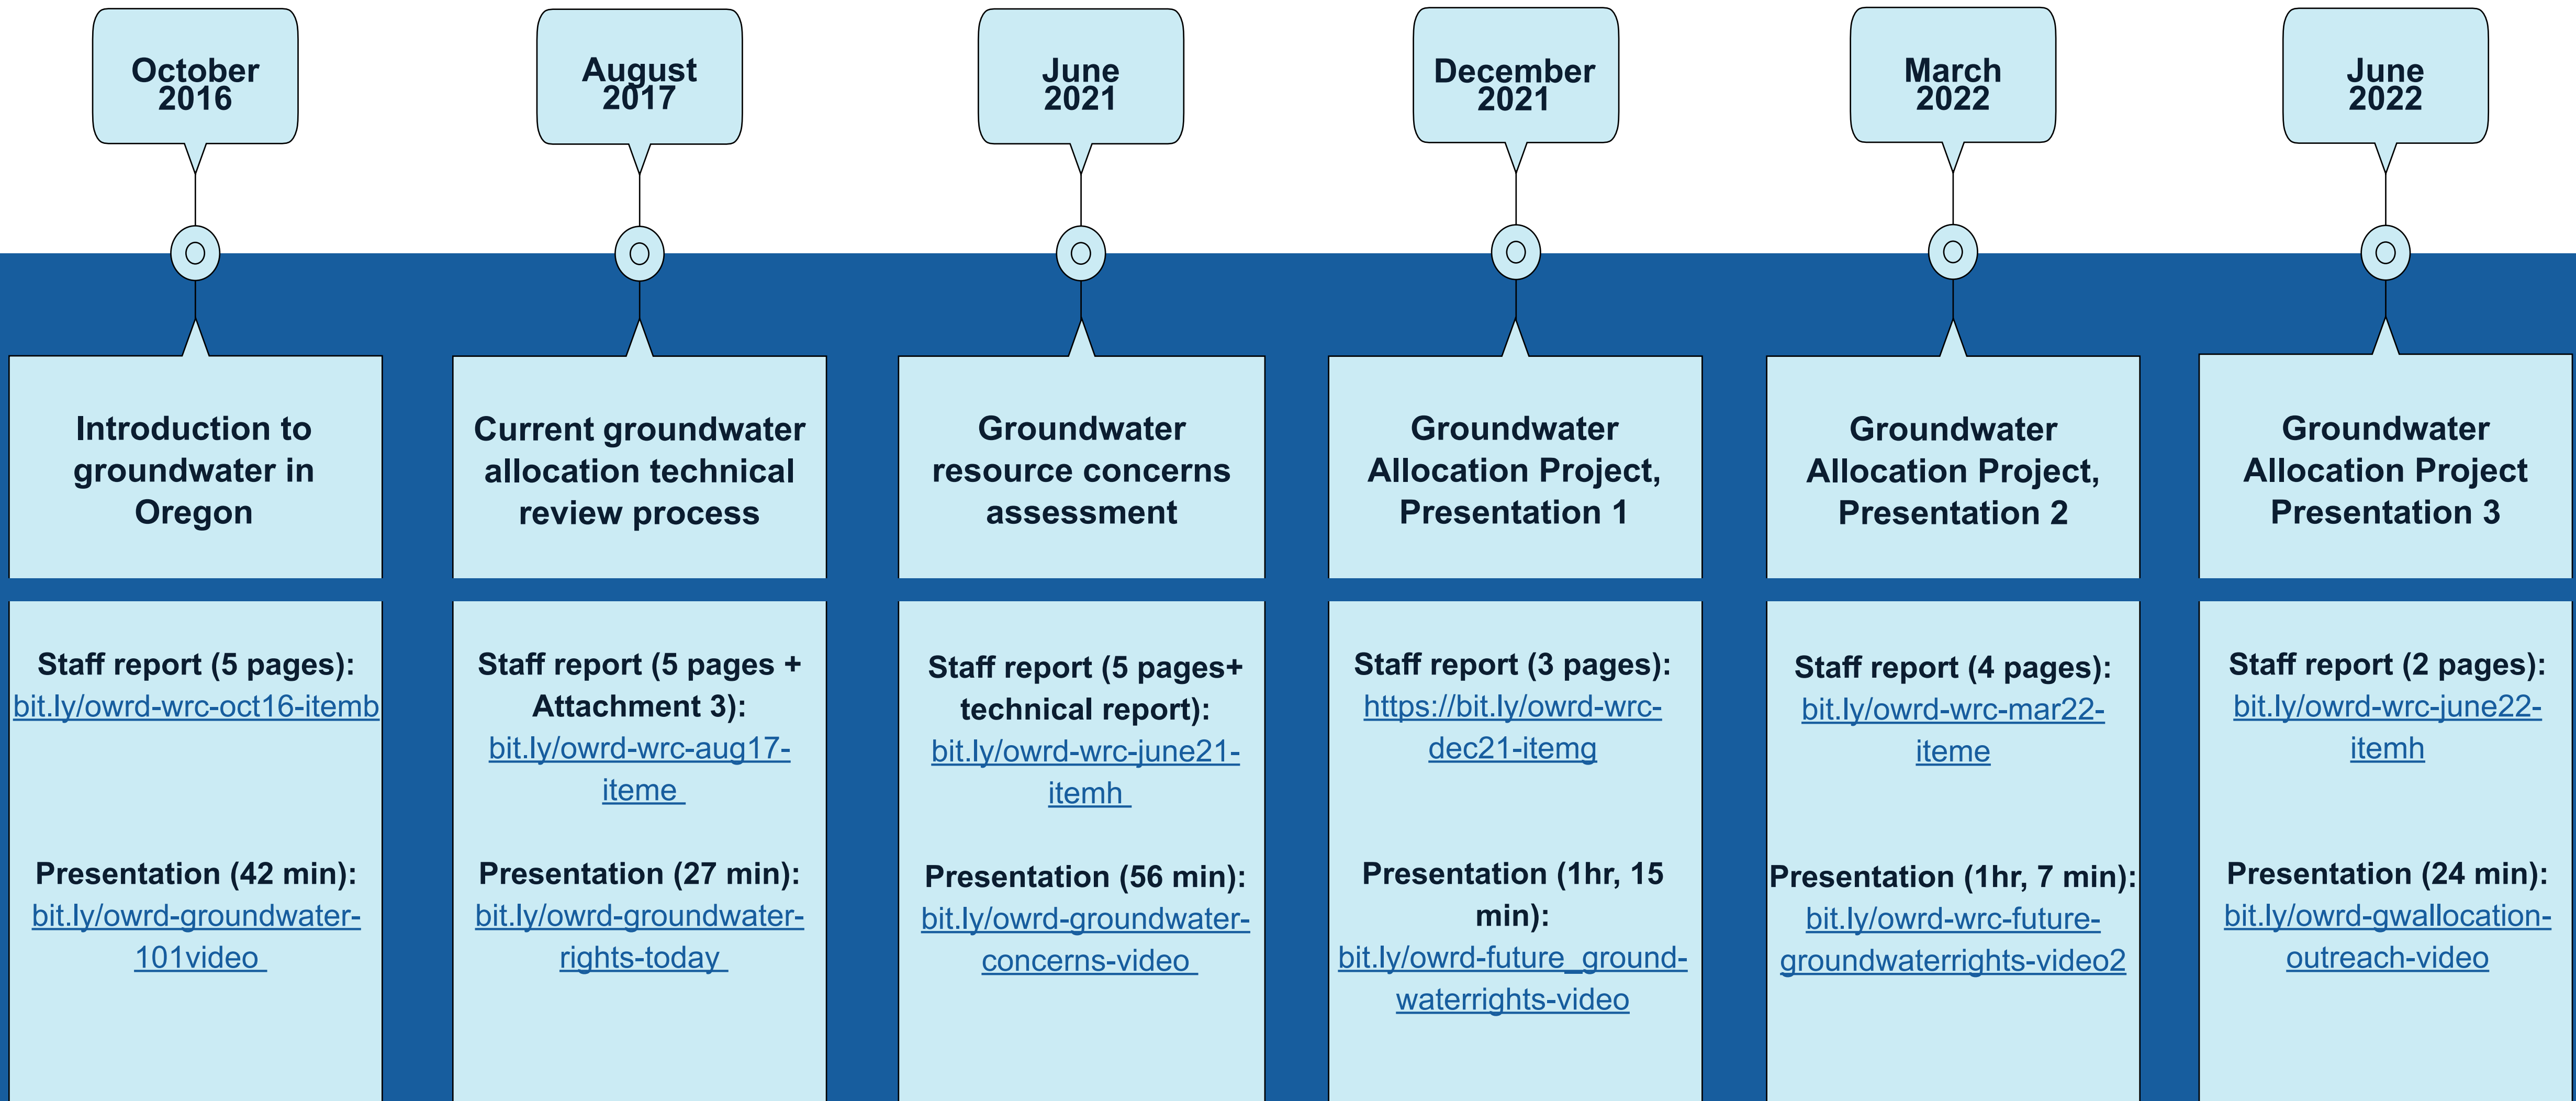 October
2016
August
2017
June
2021
December
2021
March
2022
June
2022
Introduction to
groundwater in
Oregon
Current groundwater
allocation technical
review process
Groundwater
resource concerns
assessment
Groundwater
Allocation Project,
Presentation 1
Groundwater
Allocation Project,
Presentation 2
Groundwater
Allocation Project
Presentation 3
Staff report (5 pages):
bit.ly/owrd-wrc-oct16-itemb
Presentation (42 min):
bit.ly/owrd-groundwater-
101video
Staff report (5 pages +
Attachment 3):
bit.ly/owrd-wrc-aug17-
iteme
Presentation (27 min):
bit.ly/owrd-groundwater-
rights-today
Staff report (5 pages+
technical report):
bit.ly/owrd-wrc-june21-
itemh
Presentation (56 min):
bit.ly/owrd-groundwater-
concerns-video
Staff report (3 pages):
https://bit.ly/owrd-wrc-
dec21-itemg
Presentation (1hr, 15
min):
bit.ly/owrd-future_ground-
waterrights-video
Staff report (4 pages):
bit.ly/owrd-wrc-mar22-
iteme
Presentation (1hr, 7 min):
bit.ly/owrd-wrc-future-
groundwaterrights-video2
Staff report (2 pages):
bit.ly/owrd-wrc-june22-
itemh
Presentation (24 min):
bit.ly/owrd-gwallocation-
outreach-video